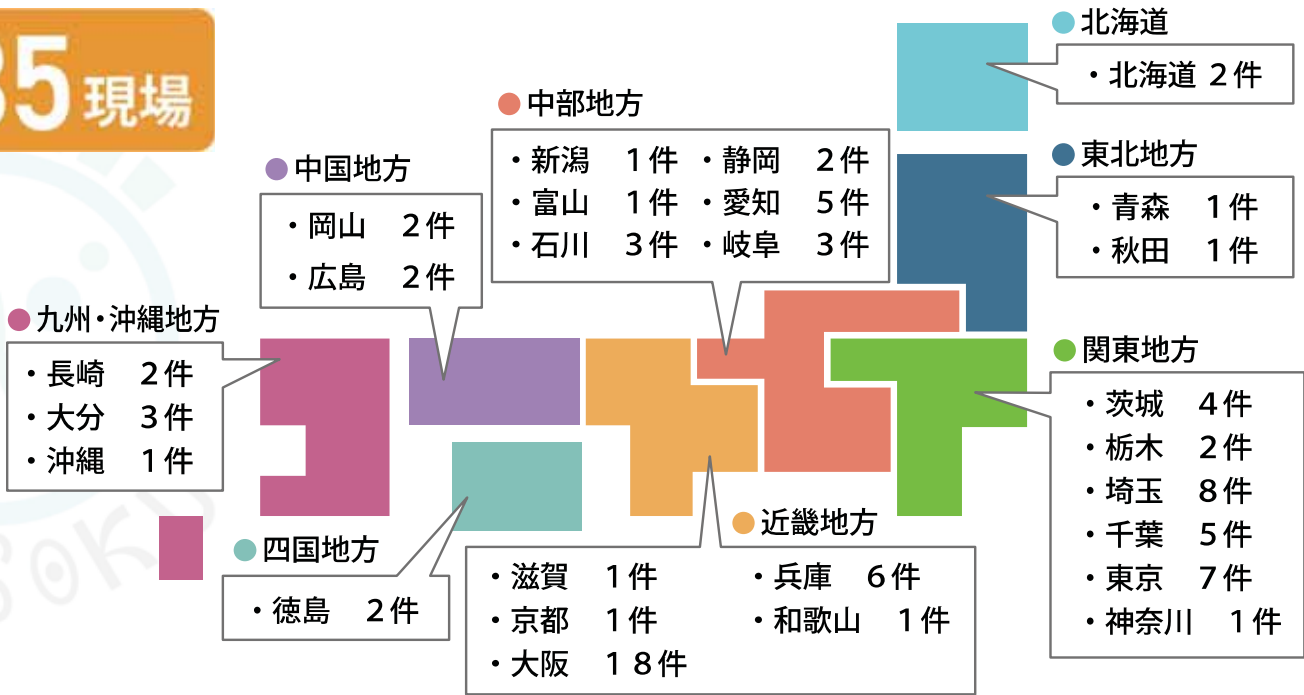 35 現場
● 北海道
・北海道 2件
● 東北地方
・青森 1件
・秋田 1件
● 中部地方
・新潟 1件 ・静岡 2件
・富山 1件 ・愛知 5件
・石川 3件 ・岐阜 3件
● 中国地方
・岡山 2件
・広島 2件
● 九州・沖縄地方
・長崎 2件
・大分 3件
・沖縄 1件
● 関東地方
・茨城 4件
・栃木 2件
・埼玉 8件
・千葉 5件
・東京 7件
・神奈川 1件
● 四国地方
・徳島 2件
● 近畿地方
・滋賀 1件 ・兵庫 6件
・京都 1件 ・和歌山 1件
・大阪 18件